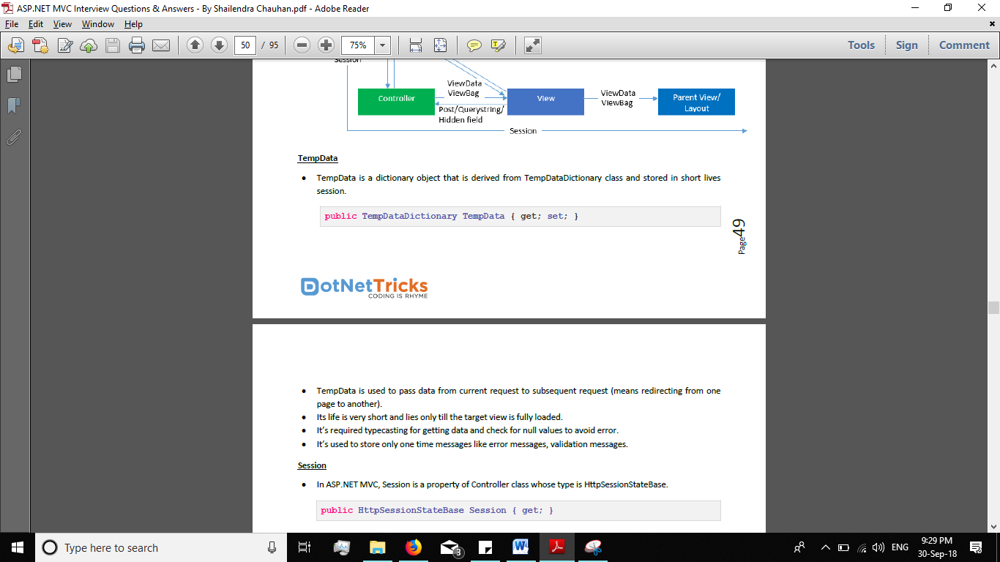 ASP.NET MVC Interview Questions & Answers - By Shailendra Chauhan.pdf - Adobe Reader
File Edit View Window Help
50 / 95
75%
Tools Sign Comment
Session
ViewData
ViewBag
Controller
View
ViewData
ViewBag
Parent View/
Layout
Post/Querystring/
Hidden field
Session
TempData
• TempData is a dictionary object that is derived from TempDataDictionary class and stored in short lives
session.
public TempDataDictionary TempData { get; set; }
Page49
DotNetTricks
CODING IS RHYME
• TempData is used to pass data from current request to subsequent request (means redirecting from one
page to another).
• Its life is very short and lies only till the target view is fully loaded.
• It's required typecasting for getting data and check for null values to avoid error.
• It's used to store only one time messages like error messages, validation messages.
Session
• In ASP.NET MVC, Session is a property of Controller class whose type is HttpSessionStateBase.
public HttpSessionStateBase Session { get; }
Type here to search
3
ENG
9:29 PM
30-Sep-18